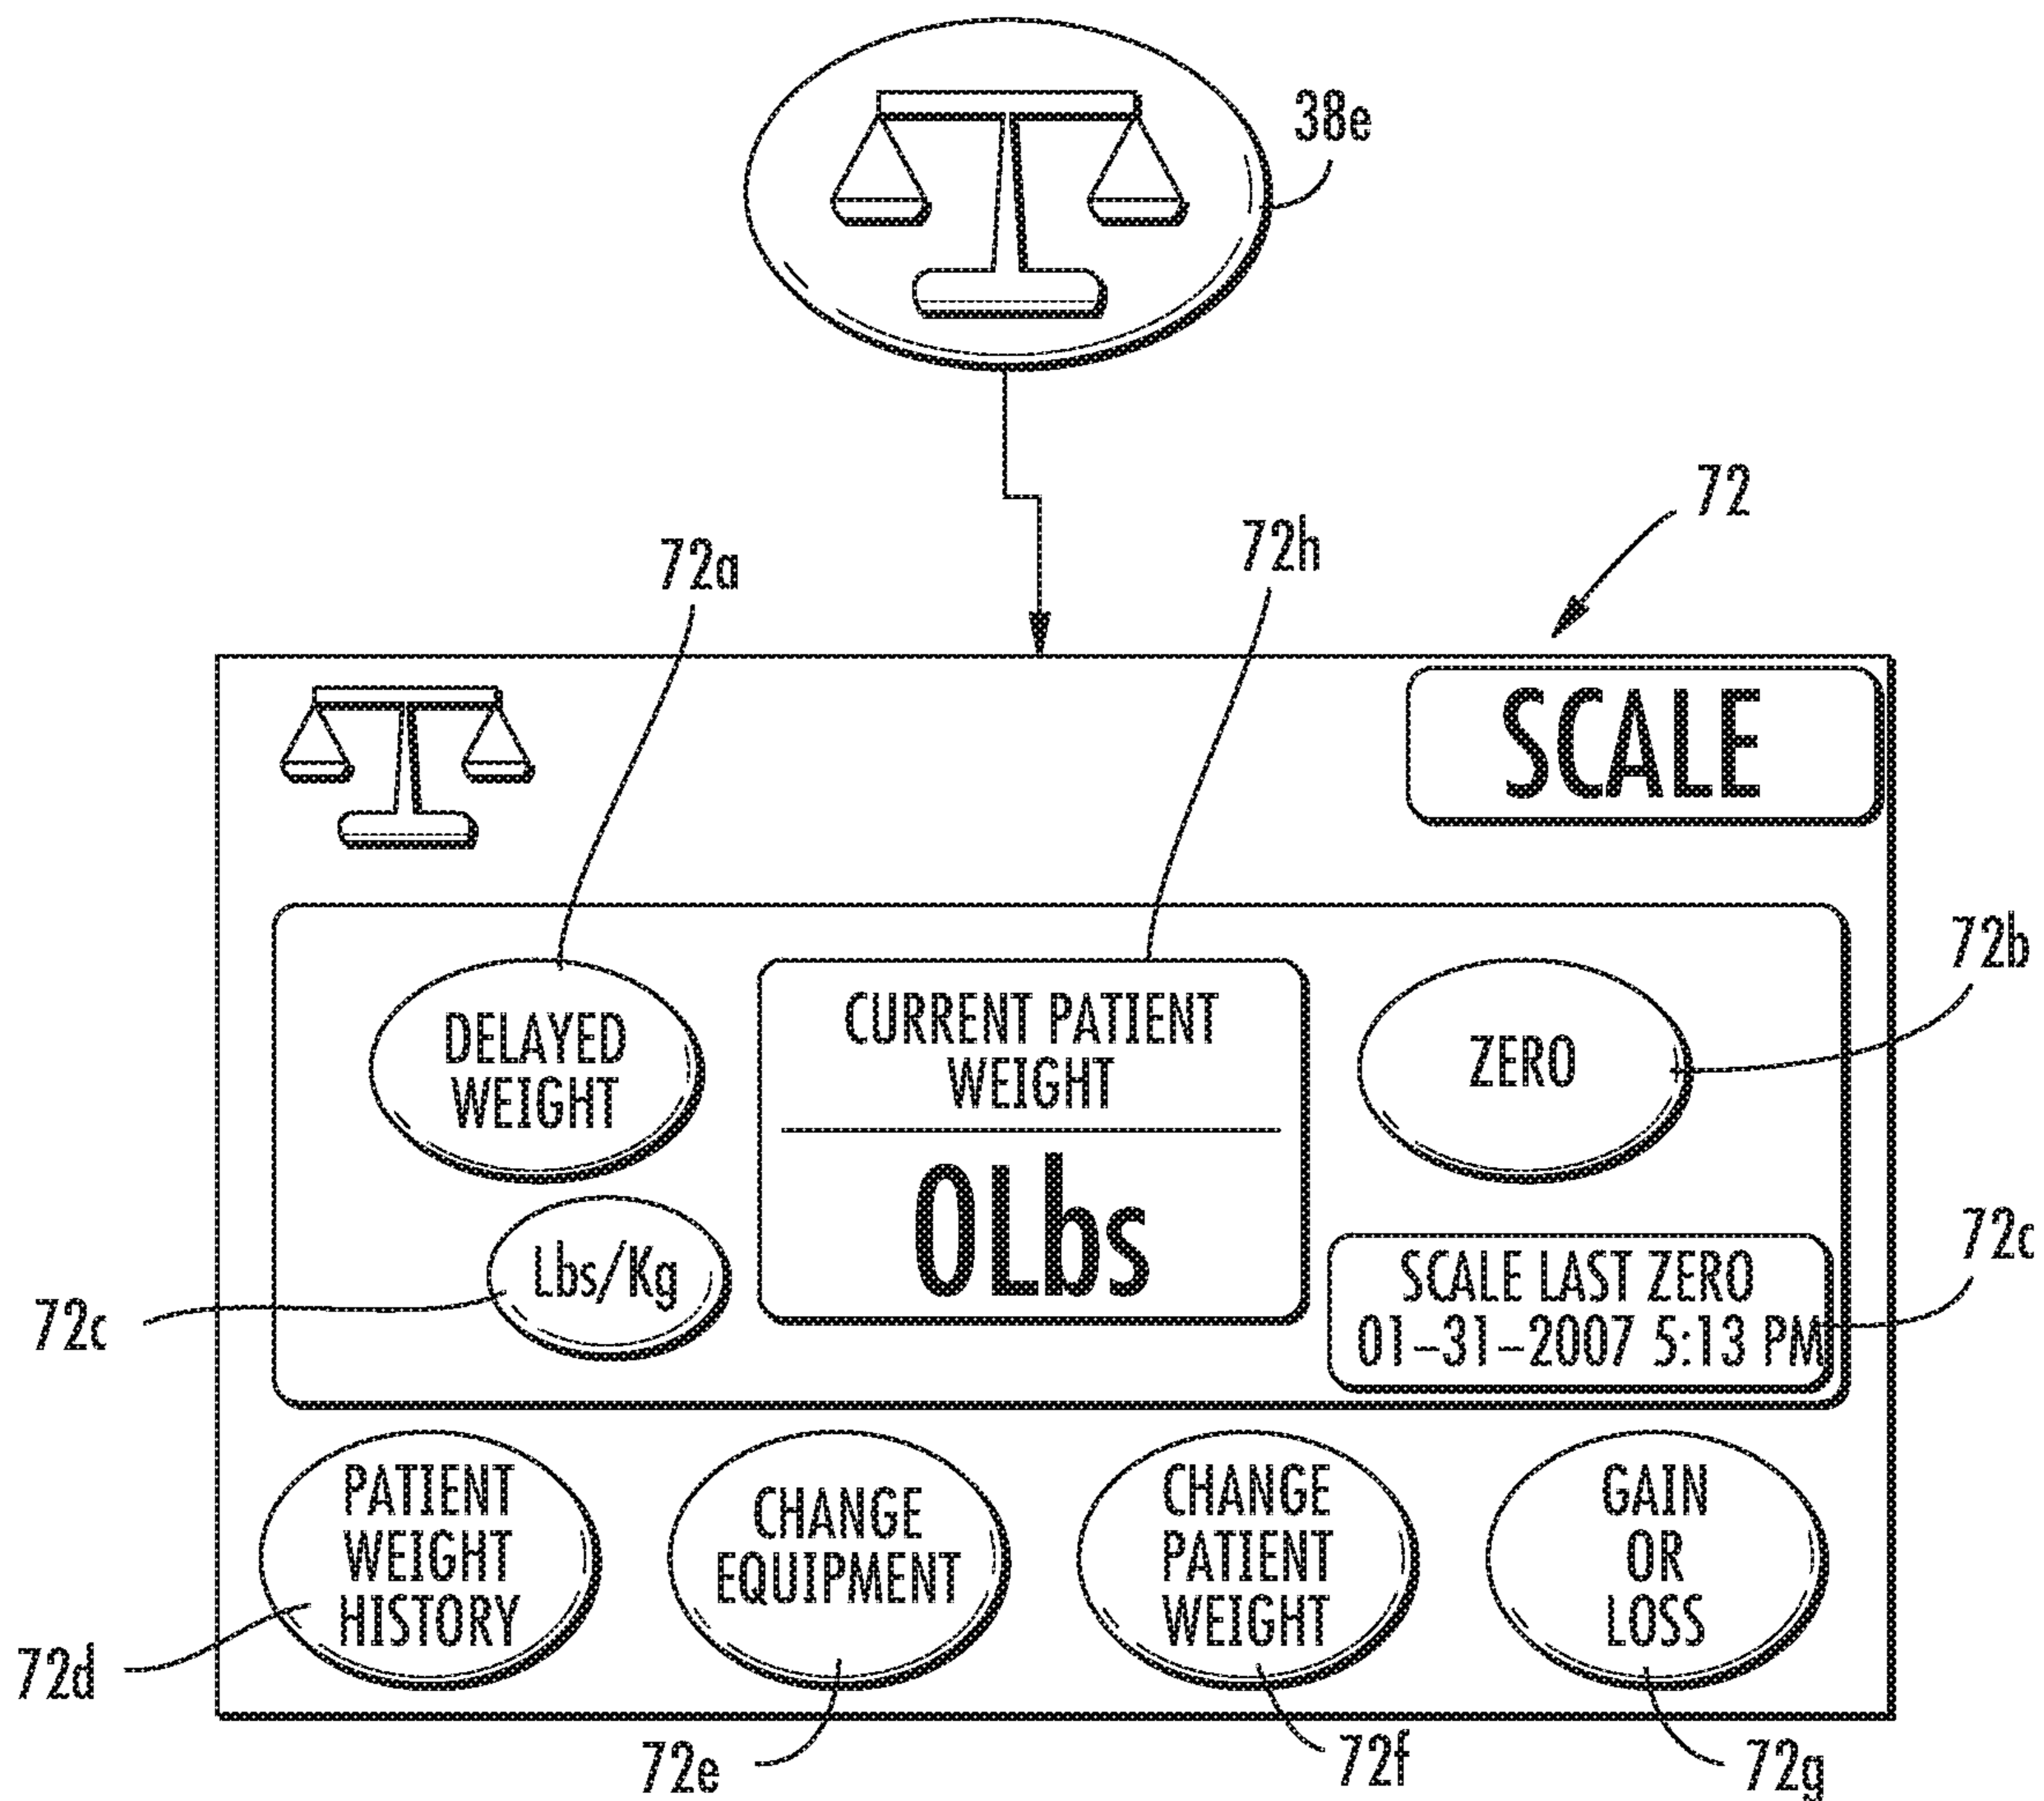 38e
72
72a
72h
SCALE
72b
DELAYED
WEIGHT
CURRENT PATIENT
WEIGHT
0Lbs
ZERO
72c
Lbs/Kg
72c
SCALE LAST ZERO
01-31-2007 5:13 PM
PATIENT
WEIGHT
HISTORY
CHANGE
EQUIPMENT
CHANGE
PATIENT
WEIGHT
GAIN
OR
LOSS
72d
72e
72f
72g